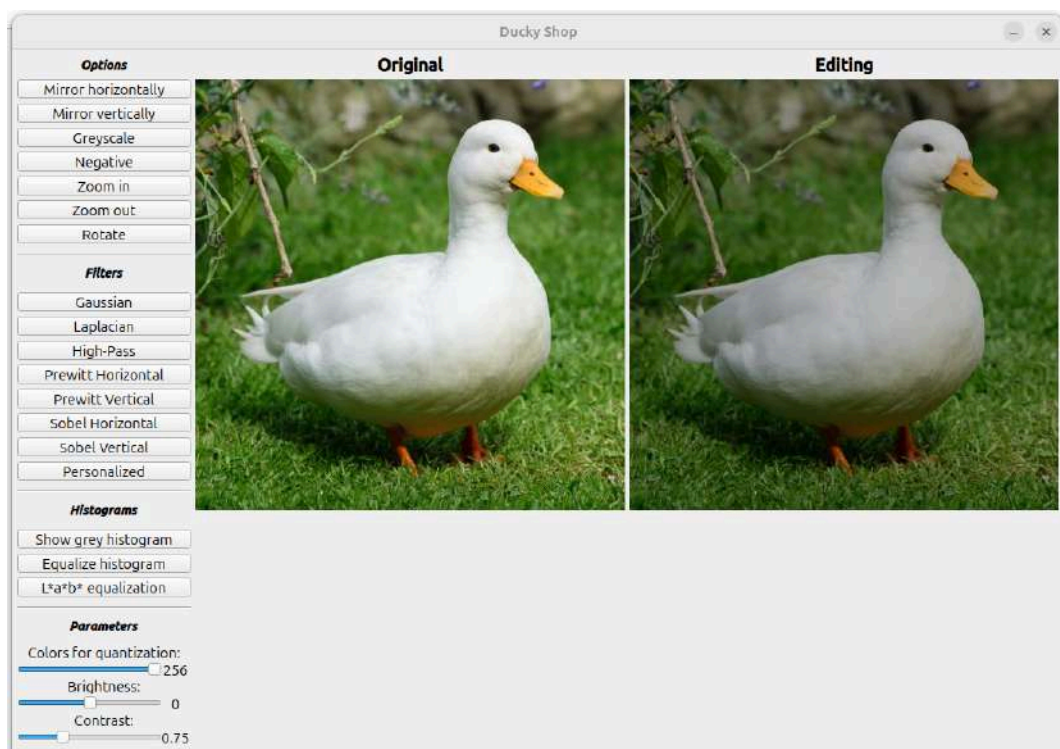 Ducky Shop
Options
Mirror horizontally
Mirror vertically
Greyscale
Negative
Zoom in
Zoom out
Rotate
Filters
Gaussian
Laplacian
High-Pass
Prewitt Horizontal
Prewitt Vertical
Sobel Horizontal
Sobel Vertical
Personalized
Histograms
Show grey histogram
Equalize histogram
L*a*b* equalization
Parameters
Colors for quantization:
256
Brightness:
0
Contrast:
0.75
Original
Editing